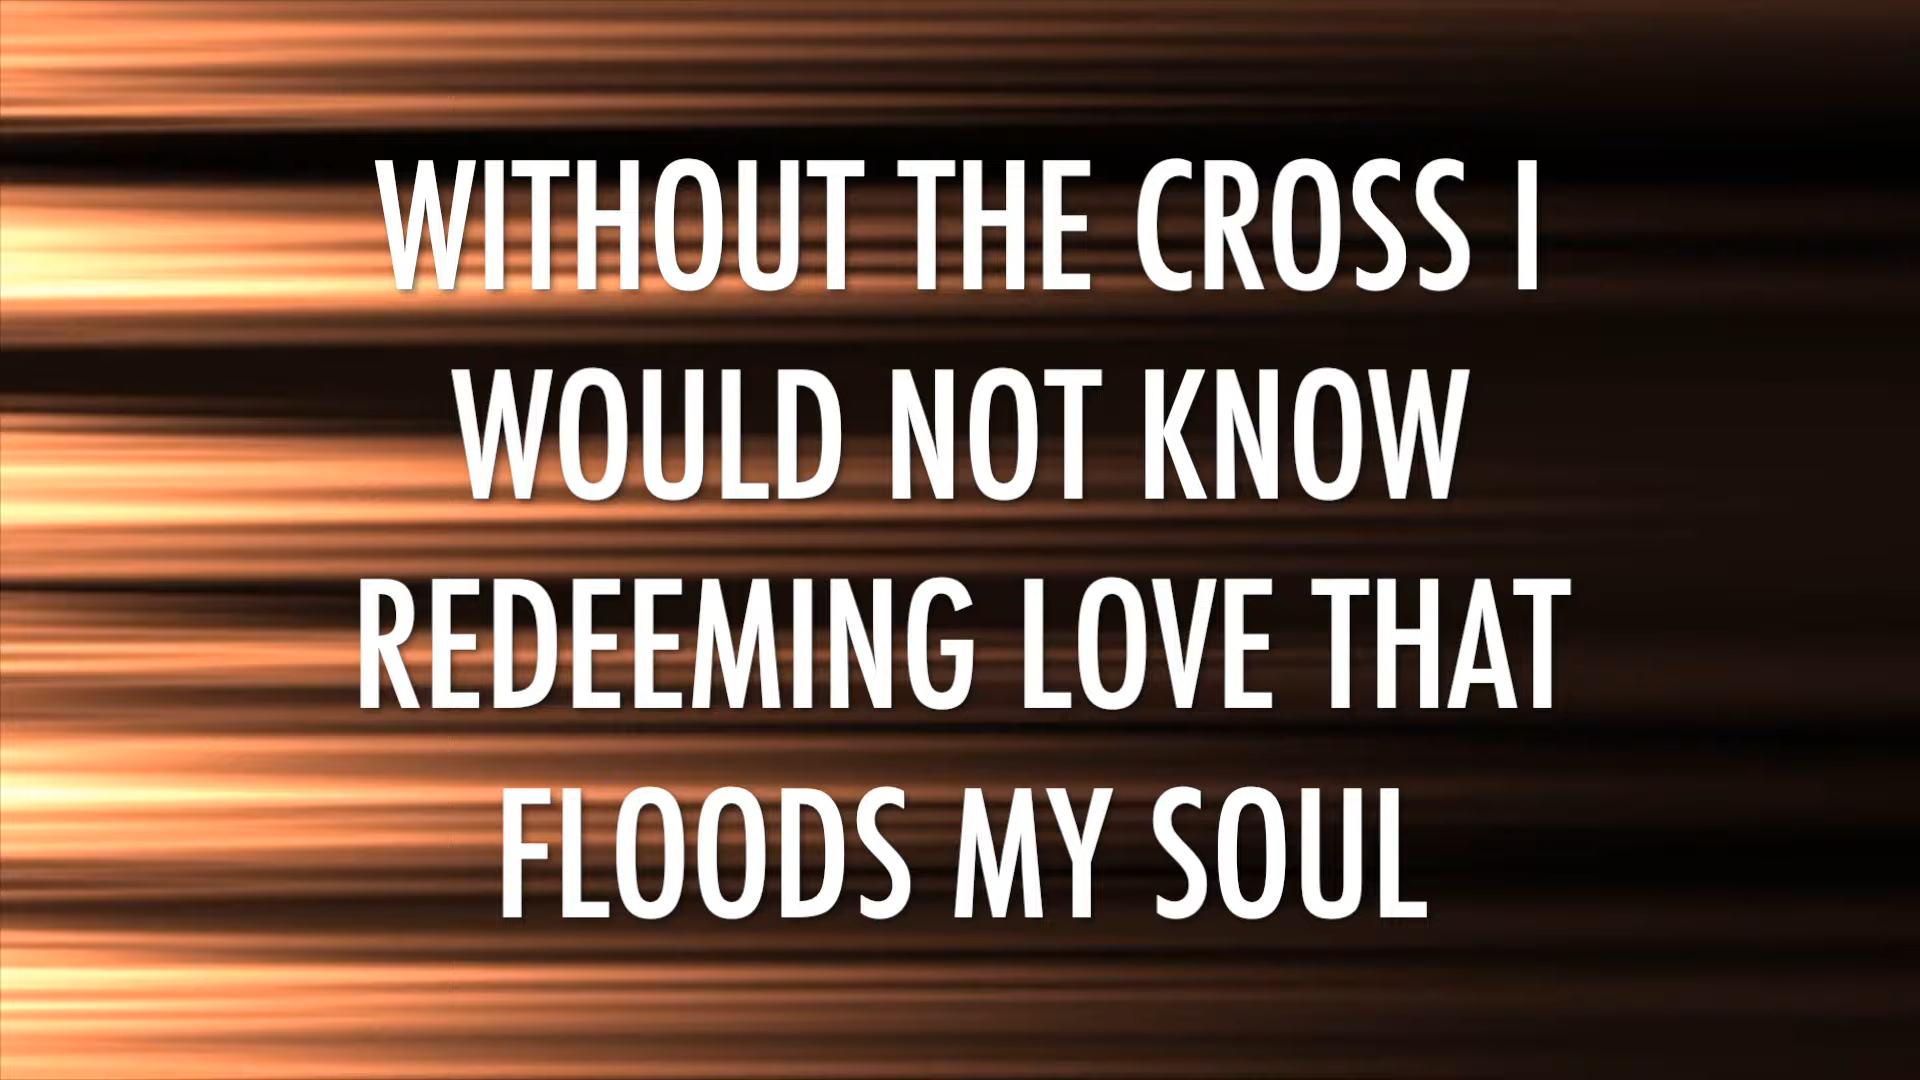 WITHOUT THE CROSS I
WOULD NOT KNOW
REDEEMING LOVE THAT
FLOODS MY SOUL